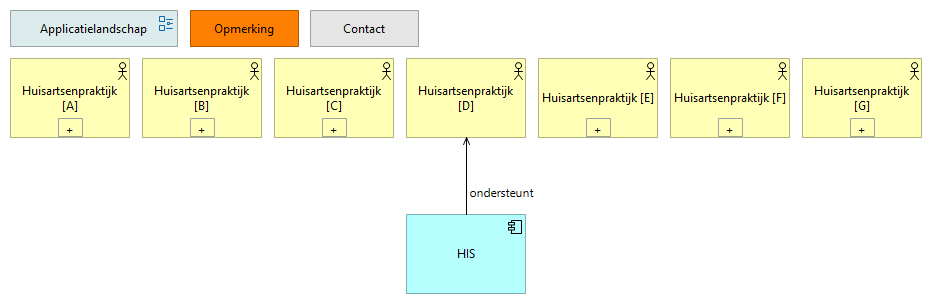 Applicatielandschap
Opmerking
Contact
Huisartsenpraktijk
[A]
+
Huisartsenpraktijk
[B]
+
Huisartsenpraktijk
[C]
+
Huisartsenpraktijk
[D]
Huisartsenpraktijk [E]
+
Huisartsenpraktijk [F]
+
Huisartsenpraktijk
[G]
+
ondersteunt
HIS